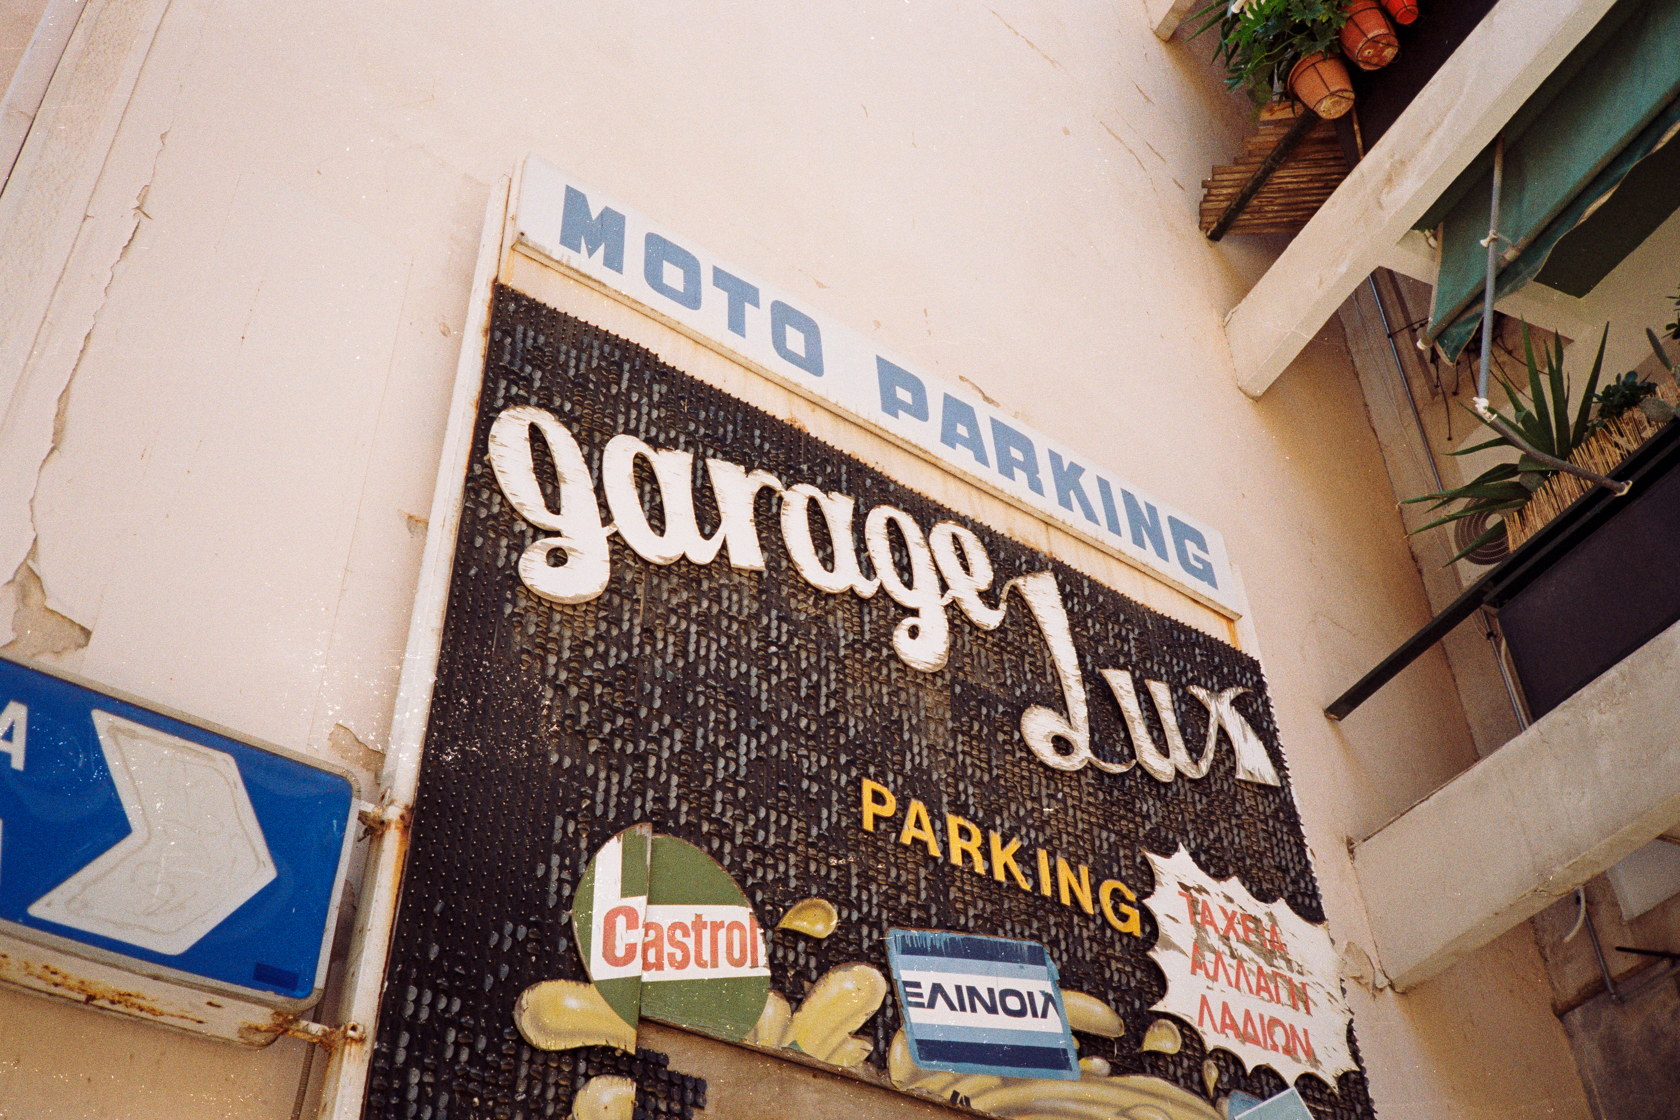 MOTO PARKING
garage Lux
PARKING
Castrol
ΕΛΙΝΟΙΛ
ΤΑΧΕΙΑ
ΑΛΛΑΓΗ
ΛΑΔΙΩΝ